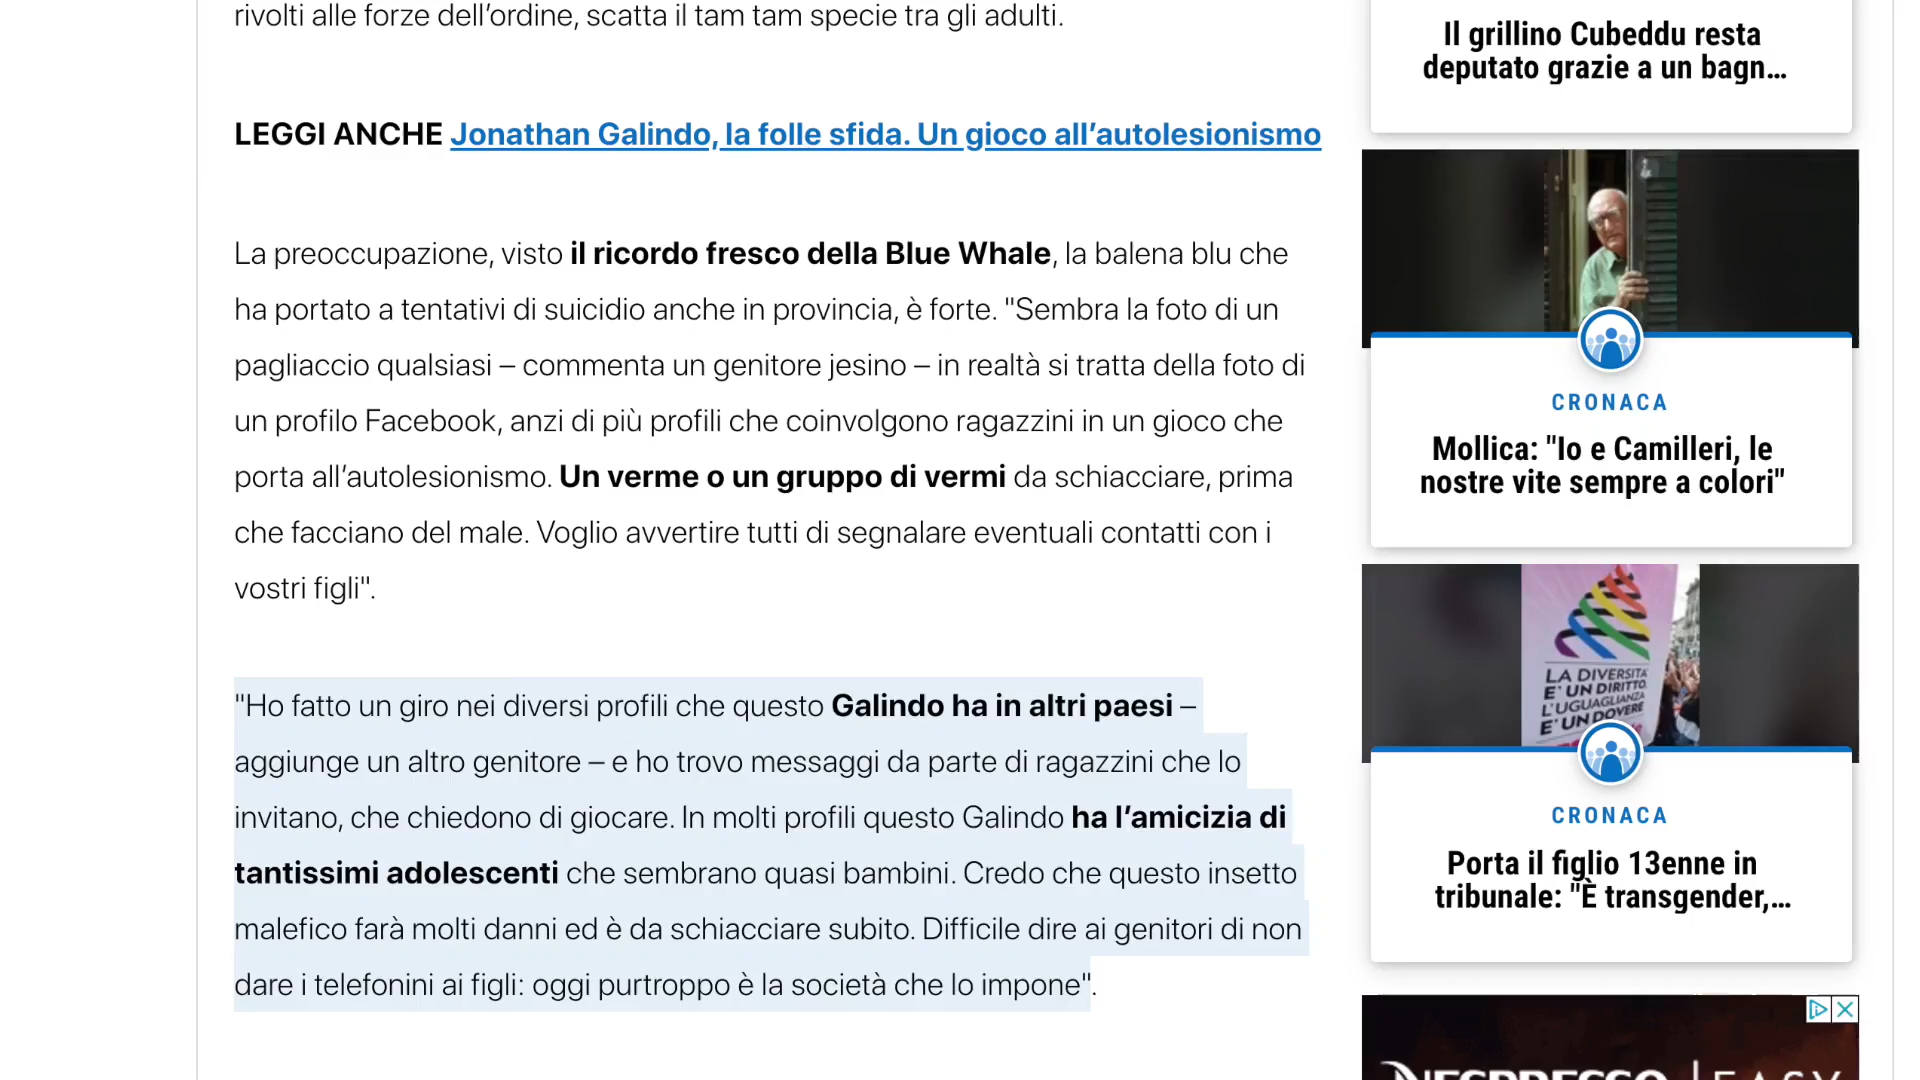 rivolti alle forze dell’ordine, scatta il tam tam specie tra gli adulti.
LEGGI ANCHE Jonathan Galindo, la folle sfida. Un gioco all’autolesionismo
La preoccupazione, visto il ricordo fresco della Blue Whale, la balena blu che
ha portato a tentativi di suicidio anche in provincia, è forte. "Sembra la foto di un
pagliaccio qualsiasi – commenta un genitore jesino – in realtà si tratta della foto di
un profilo Facebook, anzi di più profili che coinvolgono ragazzini in un gioco che
porta all’autolesionismo. Un verme o un gruppo di vermi da schiacciare, prima
che facciano del male. Voglio avvertire tutti di segnalare eventuali contatti con i
vostri figli".
"Ho fatto un giro nei diversi profili che questo Galindo ha in altri paesi –
aggiunge un altro genitore – e ho trovo messaggi da parte di ragazzini che lo
invitano, che chiedono di giocare. In molti profili questo Galindo ha l’amicizia di
tantissimi adolescenti che sembrano quasi bambini. Credo che questo insetto
malefico farà molti danni ed è da schiacciare subito. Difficile dire ai genitori di non
dare i telefonini ai figli: oggi purtroppo è la società che lo impone".
Il grillino Cubeddu resta
deputato grazie a un bagn…
CRONACA
Mollica: "Io e Camilleri, le
nostre vite sempre a colori"
LA DIVERSITÀ
E' UN DIRITTO
L'UGUAGLIANZA
E' UN DOVERE
CRONACA
Porta il figlio 13enne in
tribunale: "È transgender,…
NESPRESSO | EASY